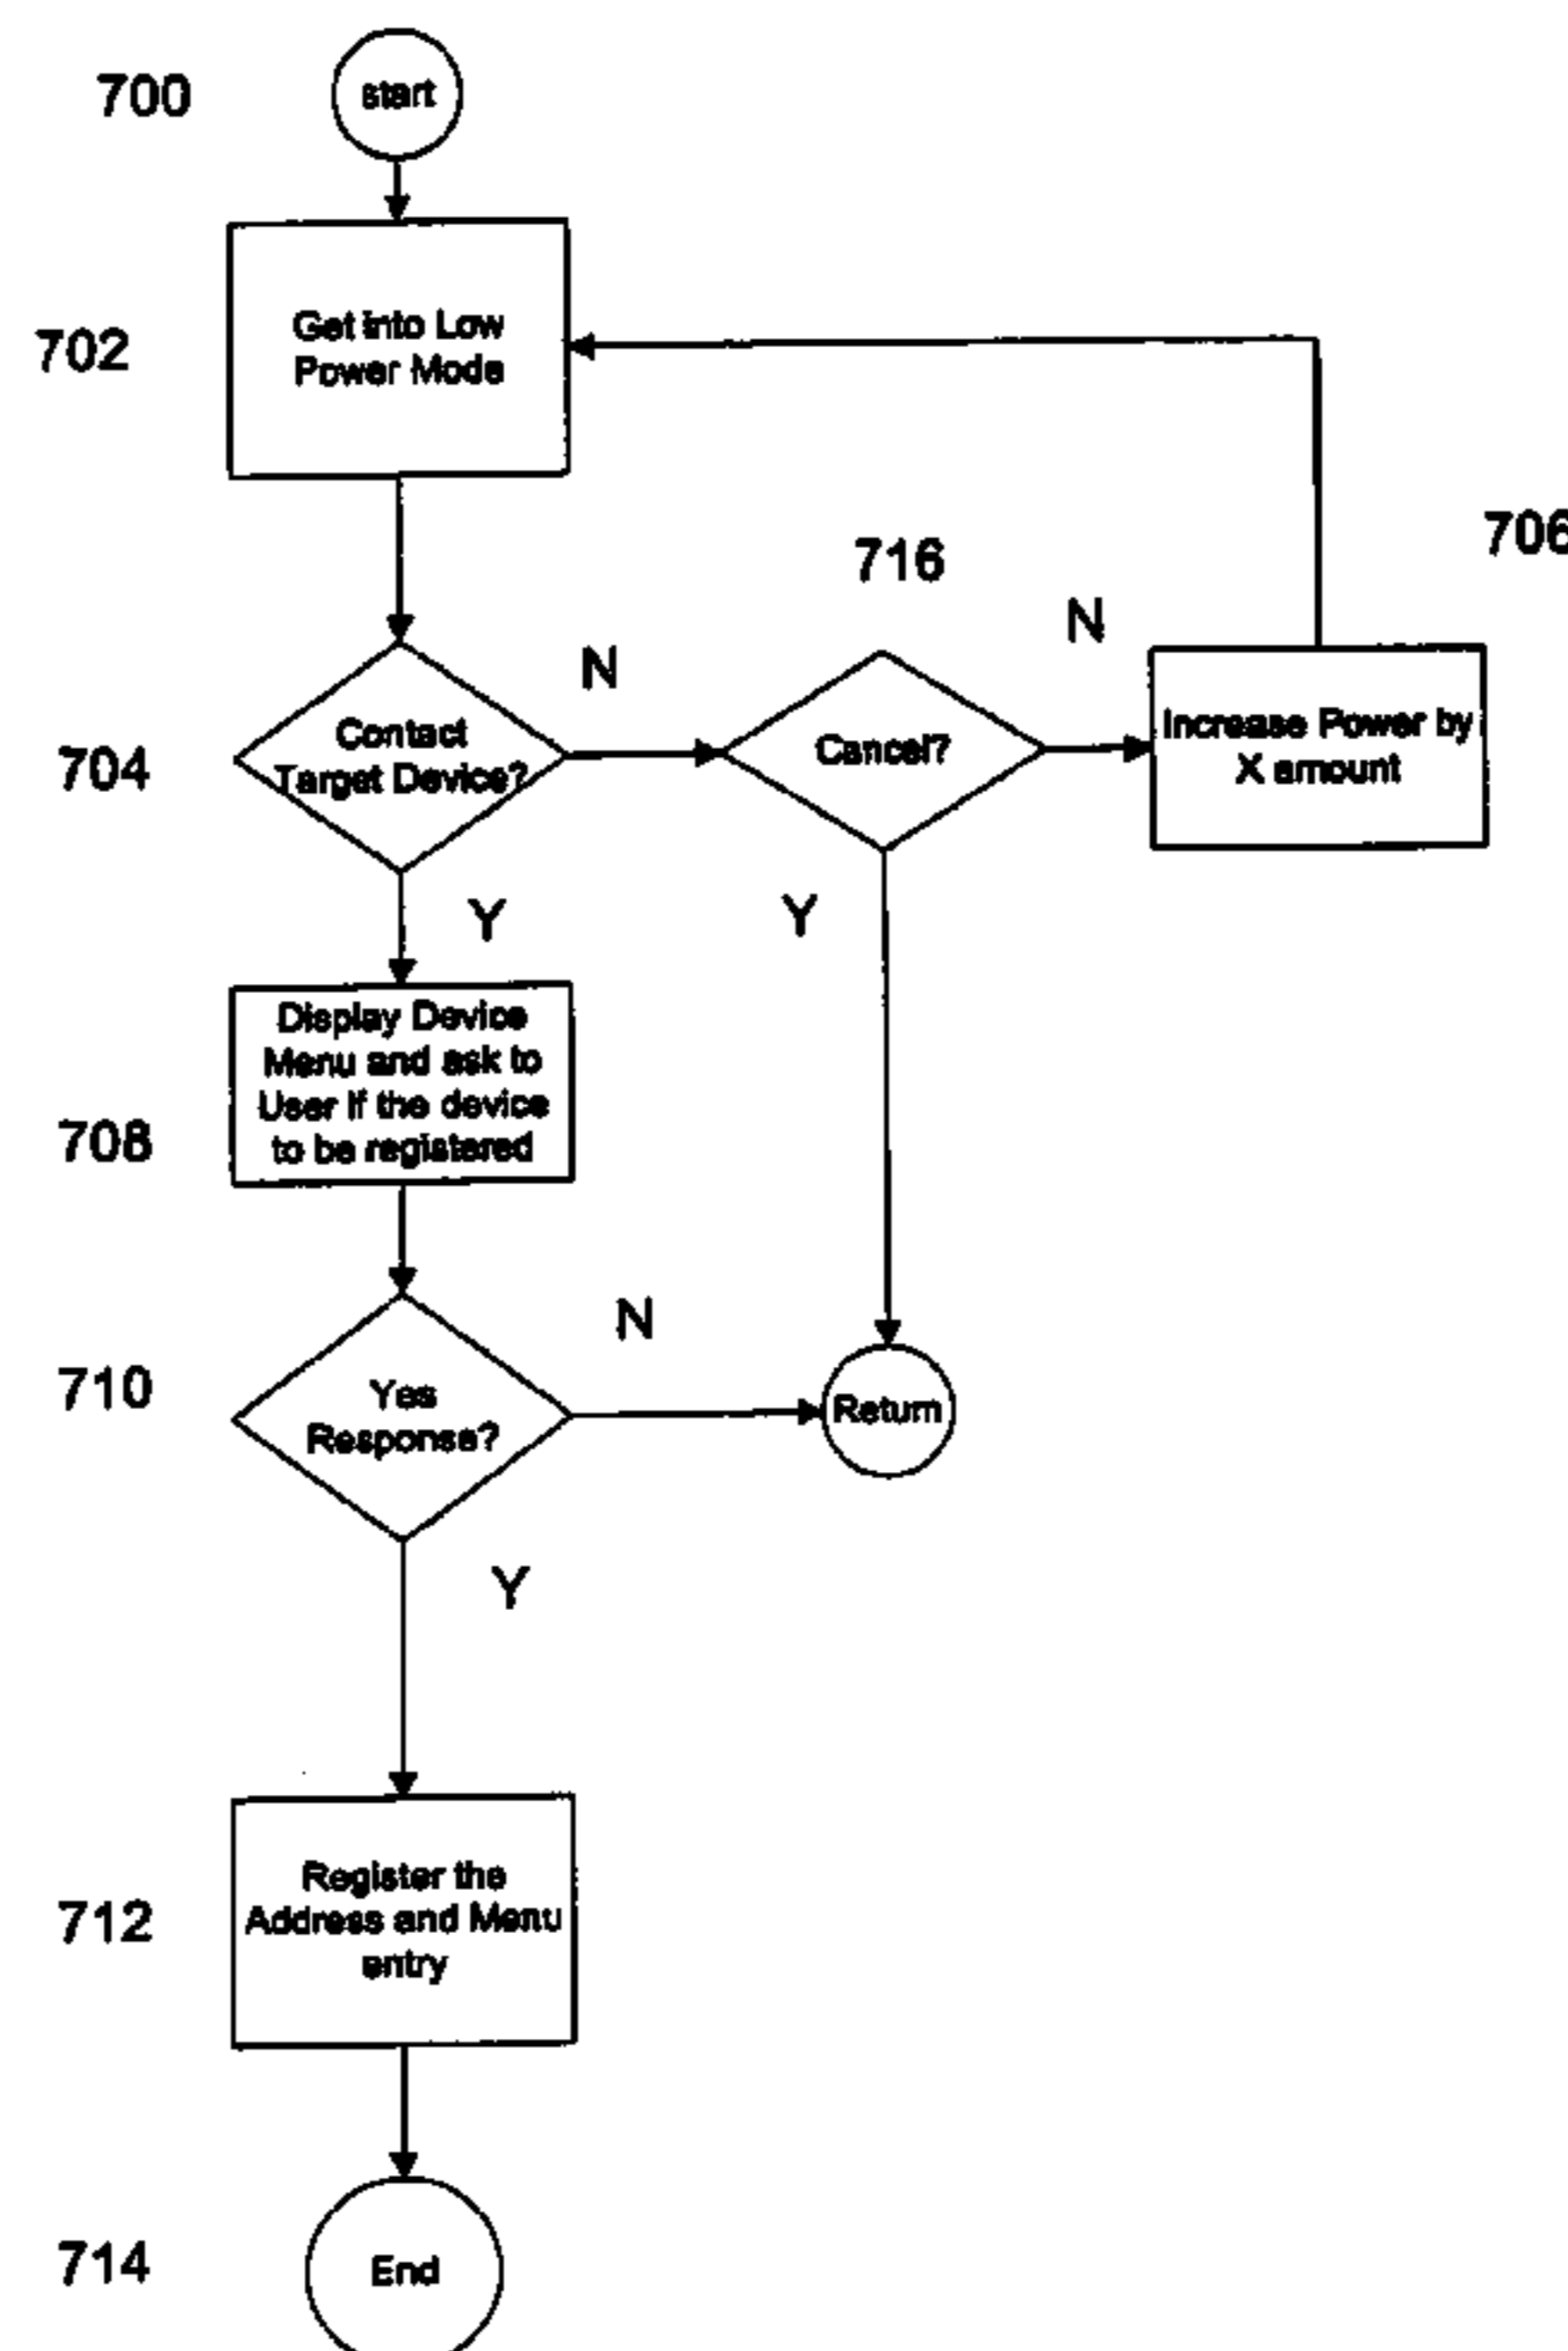 700
start
702
Get into Low
Power Mode
706
716
N
N
704
Contact
Target Device?
Cancel?
Increase Power by
X amount
Y
Y
708
Display Device
Menu and ask to
User if the device
to be registered
N
710
Yes
Response?
Return
Y
712
Register the
Address and Menu
entry
714
End